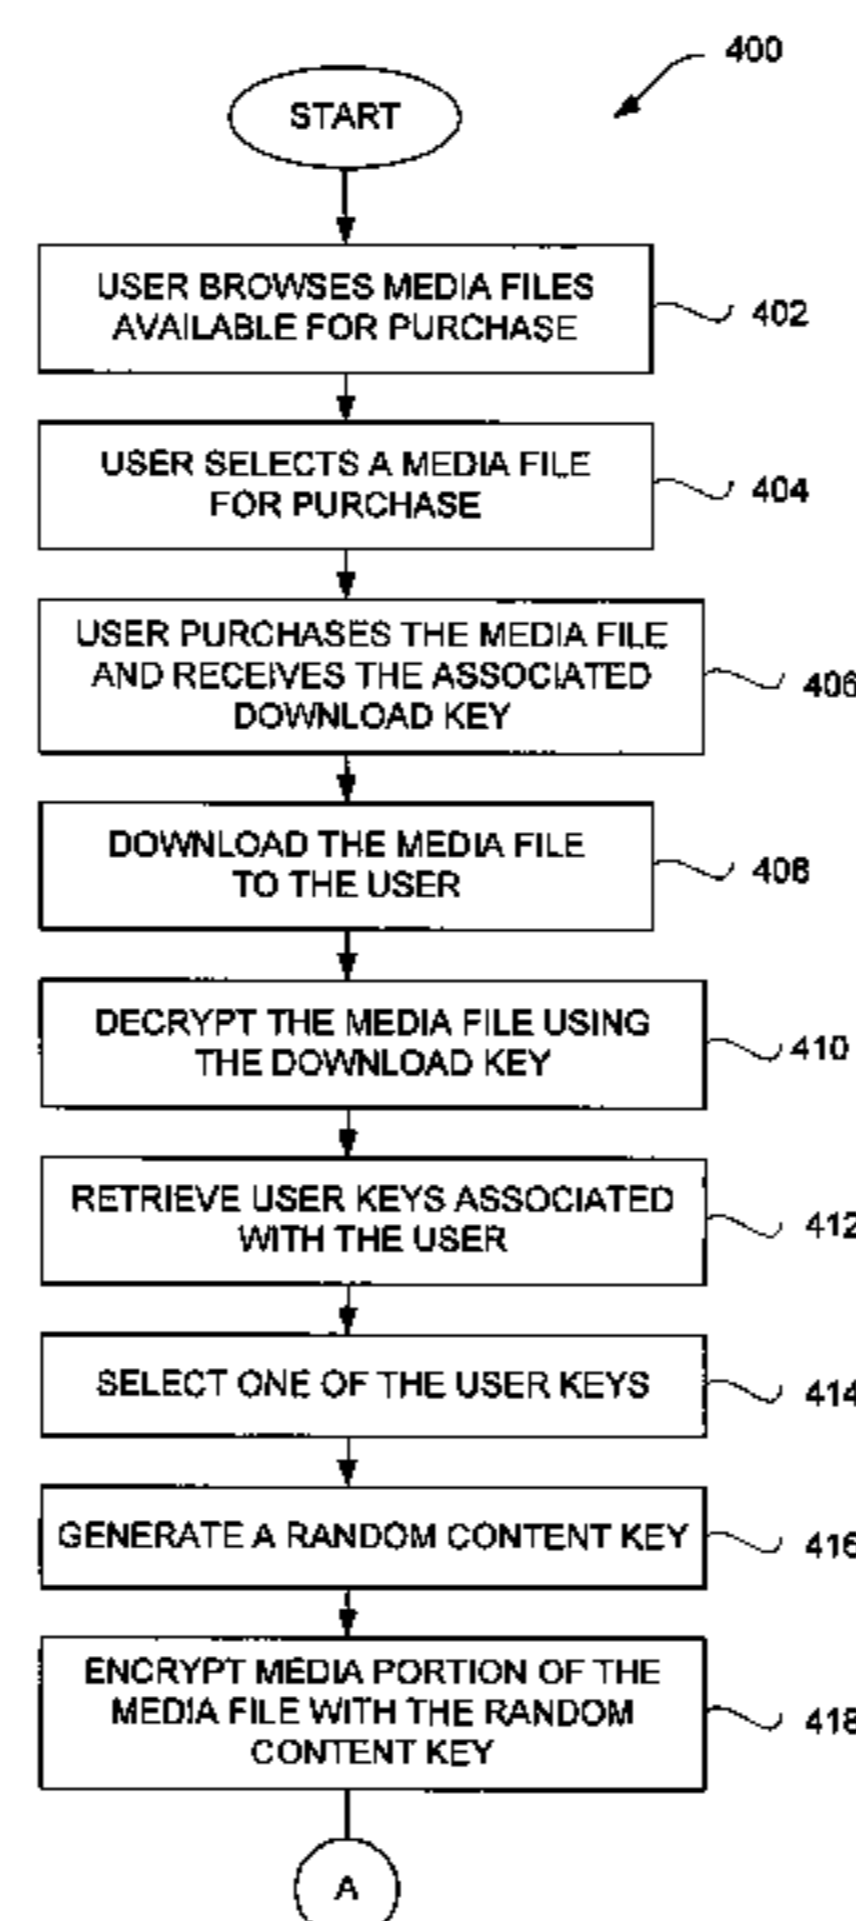 400
START
USER BROWSES MEDIA FILES
AVAILABLE FOR PURCHASE
402
USER SELECTS A MEDIA FILE
FOR PURCHASE
404
USER PURCHASES THE MEDIA FILE
AND RECEIVES THE ASSOCIATED
DOWNLOAD KEY
406
DOWNLOAD THE MEDIA FILE
TO THE USER
408
DECRYPT THE MEDIA FILE USING
THE DOWNLOAD KEY
410
RETRIEVE USER KEYS ASSOCIATED
WITH THE USER
412
SELECT ONE OF THE USER KEYS
414
GENERATE A RANDOM CONTENT KEY
416
ENCRYPT MEDIA PORTION OF THE
MEDIA FILE WITH THE RANDOM
CONTENT KEY
418
A